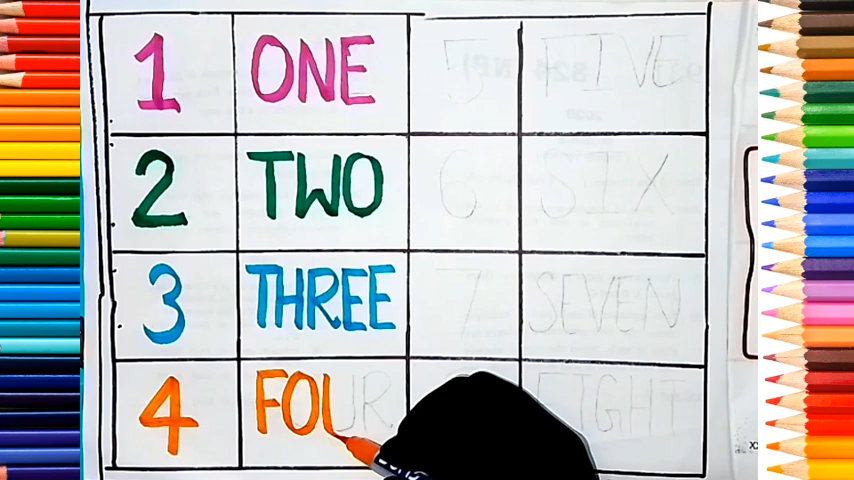 1 ONE 5 FIVE
2 TWO 6 SIX
3 THREE 7 SEVEN
4 FOUR EIGHT